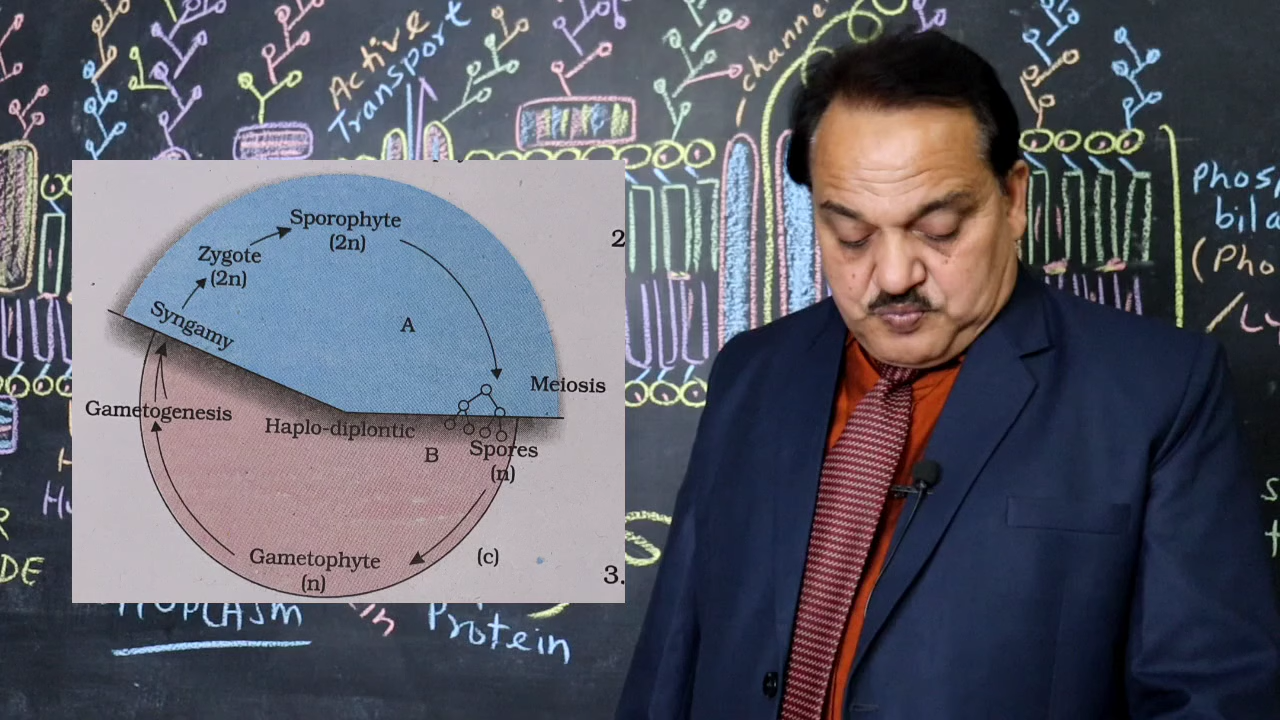 Active
Transport
channel
Phos
bila
(Pho
2
Sporophyte
(2n)
Zygote
(2n)
Syngamy
A
Meiosis
Gametogenesis
Haplo-diplontic
B
Spores
(n)
Gametophyte
(n)
(c)
3.
DE
Protein